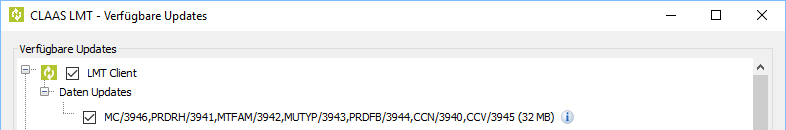 CLAAS LMT - Verfügbare Updates
Verfügbare Updates
LMT Client
Daten Updates
MC/3946,PRDRH/3941,MTFAM/3942,MUTYP/3943,PRDFB/3944,CCN/3940,CCV/3945 (32 MB)